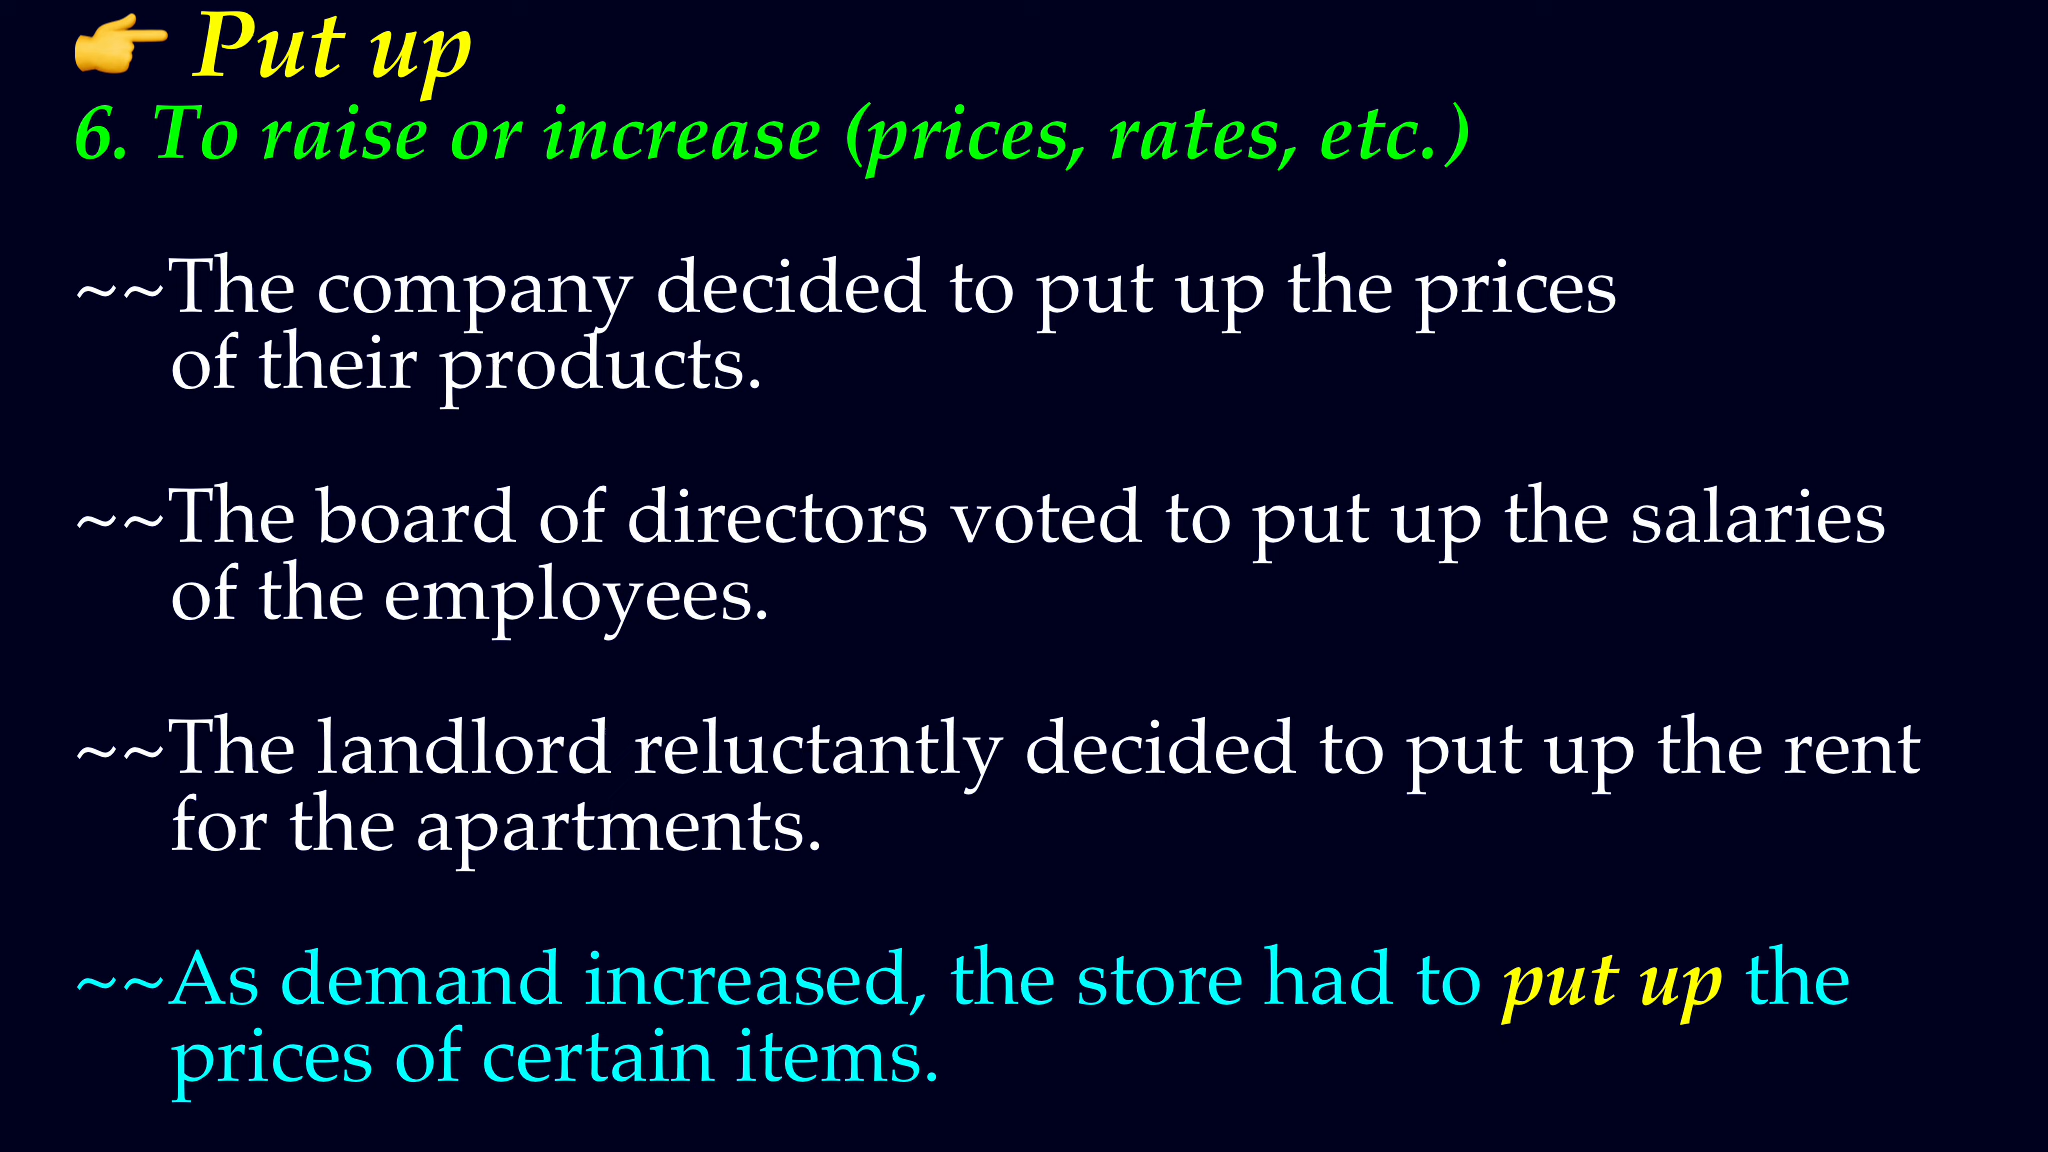 👉 Put up
6. To raise or increase (prices, rates, etc.)
~~The company decided to put up the prices
of their products.
~~The board of directors voted to put up the salaries
of the employees.
~~The landlord reluctantly decided to put up the rent
for the apartments.
~~As demand increased, the store had to put up the
prices of certain items.